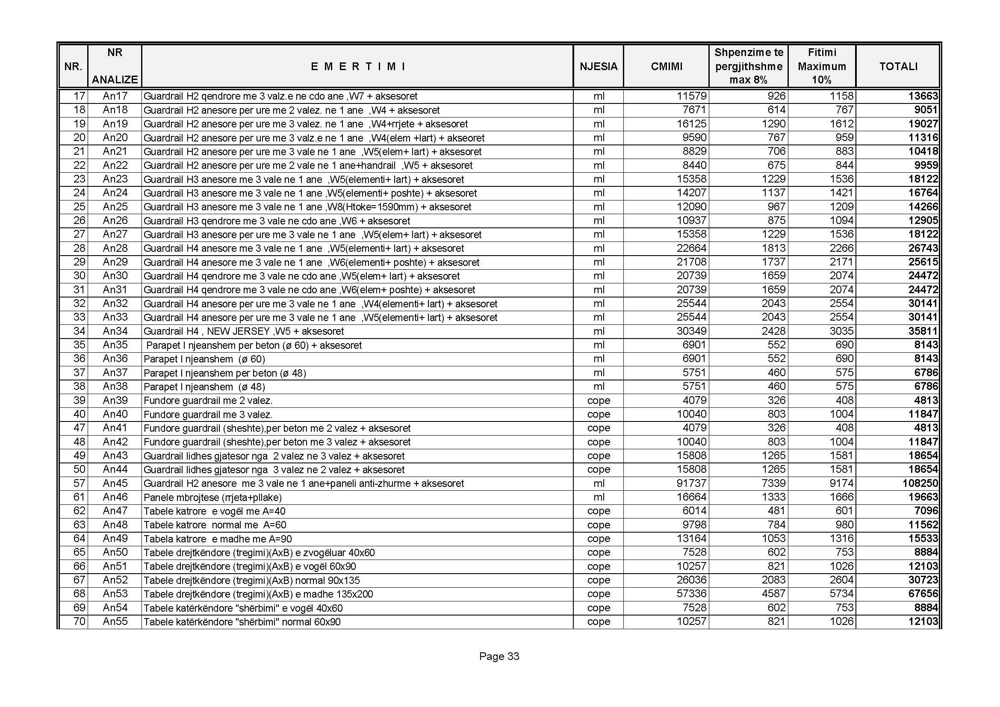 NR. NR ANALIZE E M E R T I M I NJESIA CMIMI Shpenzime te pergjithshme max 8% Fitimi Maximum 10% TOTALI
17 An17 Guardrail H2 qendrore me 3 valz.e ne cdo ane ,W7 + aksesoret ml 11579 926 1158 13663
18 An18 Guardrail H2 anesore per ure me 2 valez. ne 1 ane ,W4 + aksesoret ml 7671 614 767 9051
19 An19 Guardrail H2 anesore per ure me 3 valez. ne 1 ane ,W4+rrjete + aksesoret ml 16125 1290 1612 19027
20 An20 Guardrail H2 anesore per ure me 3 valz.e ne 1 ane ,W4(elem +lart) + akseoret ml 9590 767 959 11316
21 An21 Guardrail H2 anesore per ure me 3 vale ne 1 ane ,W5(elem+ lart) + aksesoret ml 8829 706 883 10418
22 An22 Guardrail H2 anesore per ure me 2 vale ne 1 ane+handrail ,W5 + aksesoret ml 8440 675 844 9959
23 An23 Guardrail H3 anesore me 3 vale ne 1 ane ,W5(elementi+ lart) + aksesoret ml 15358 1229 1536 18122
24 An24 Guardrail H3 anesore me 3 vale ne 1 ane ,W5(elementi+ poshte) + aksesoret ml 14207 1137 1421 16764
25 An25 Guardrail H3 anesore me 3 vale ne 1 ane ,W8(Htoke=1590mm) + aksesoret ml 12090 967 1209 14266
26 An26 Guardrail H3 qendrore me 3 vale ne cdo ane ,W6 + aksesoret ml 10937 875 1094 12905
27 An27 Guardrail H3 anesore per ure me 3 vale ne 1 ane ,W5(elem+ lart) + aksesoret ml 15358 1229 1536 18122
28 An28 Guardrail H4 anesore me 3 vale ne 1 ane ,W5(elementi+ lart) + aksesoret ml 22664 1813 2266 26743
29 An29 Guardrail H4 anesore me 3 vale ne 1 ane ,W6(elementi+ poshte) + aksesoret ml 21708 1737 2171 25615
30 An30 Guardrail H4 qendrore me 3 vale ne cdo ane ,W5(elem+ lart) + aksesoret ml 20739 1659 2074 24472
31 An31 Guardrail H4 qendrore me 3 vale ne cdo ane ,W6(elem+ poshte) + aksesoret ml 20739 1659 2074 24472
32 An32 Guardrail H4 anesore per ure me 3 vale ne 1 ane ,W4(elementi+ lart) + aksesoret ml 25544 2043 2554 30141
33 An33 Guardrail H4 anesore per ure me 3 vale ne 1 ane ,W5(elementi+ lart) + aksesoret ml 25544 2043 2554 30141
34 An34 Guardrail H4 , NEW JERSEY ,W5 + aksesoret ml 30349 2428 3035 35811
35 An35 Parapet I njeanshem per beton (ø 60) + aksesoret ml 6901 552 690 8143
36 An36 Parapet I njeanshem (ø 60) ml 6901 552 690 8143
37 An37 Parapet I njeanshem per beton (ø 48) ml 5751 460 575 6786
38 An38 Parapet I njeanshem (ø 48) ml 5751 460 575 6786
39 An39 Fundore guardrail me 2 valez. cope 4079 326 408 4813
40 An40 Fundore guardrail me 3 valez. cope 10040 803 1004 11847
47 An41 Fundore guardrail (sheshte),per beton me 2 valez + aksesoret cope 4079 326 408 4813
48 An42 Fundore guardrail (sheshte),per beton me 3 valez + aksesoret cope 10040 803 1004 11847
49 An43 Guardrail lidhes gjatesor nga 2 valez ne 3 valez + aksesoret cope 15808 1265 1581 18654
50 An44 Guardrail lidhes gjatesor nga 3 valez ne 2 valez + aksesoret cope 15808 1265 1581 18654
57 An45 Guardrail H2 anesore me 3 vale ne 1 ane+paneli anti-zhurme + aksesoret ml 91737 7339 9174 108250
61 An46 Panele mbrojtese (rrjeta+pllake) ml 16664 1333 1666 19663
62 An47 Tabele katrore e vogël me A=40 cope 6014 481 601 7096
63 An48 Tabele katrore normal me A=60 cope 9798 784 980 11562
64 An49 Tabela katrore e madhe me A=90 cope 13164 1053 1316 15533
65 An50 Tabele drejtkëndore (tregimi)(AxB) e zvogëluar 40x60 cope 7528 602 753 8884
66 An51 Tabele drejtkëndore (tregimi)(AxB) e vogël 60x90 cope 10257 821 1026 12103
67 An52 Tabele drejtkëndore (tregimi)(AxB) normal 90x135 cope 26036 2083 2604 30723
68 An53 Tabele drejtkëndore (tregimi)(AxB) e madhe 135x200 cope 57336 4587 5734 67656
69 An54 Tabele katërkëndore "shërbimi" e vogël 40x60 cope 7528 602 753 8884
70 An55 Tabele katërkëndore "shërbimi" normal 60x90 cope 10257 821 1026 12103
Page 33